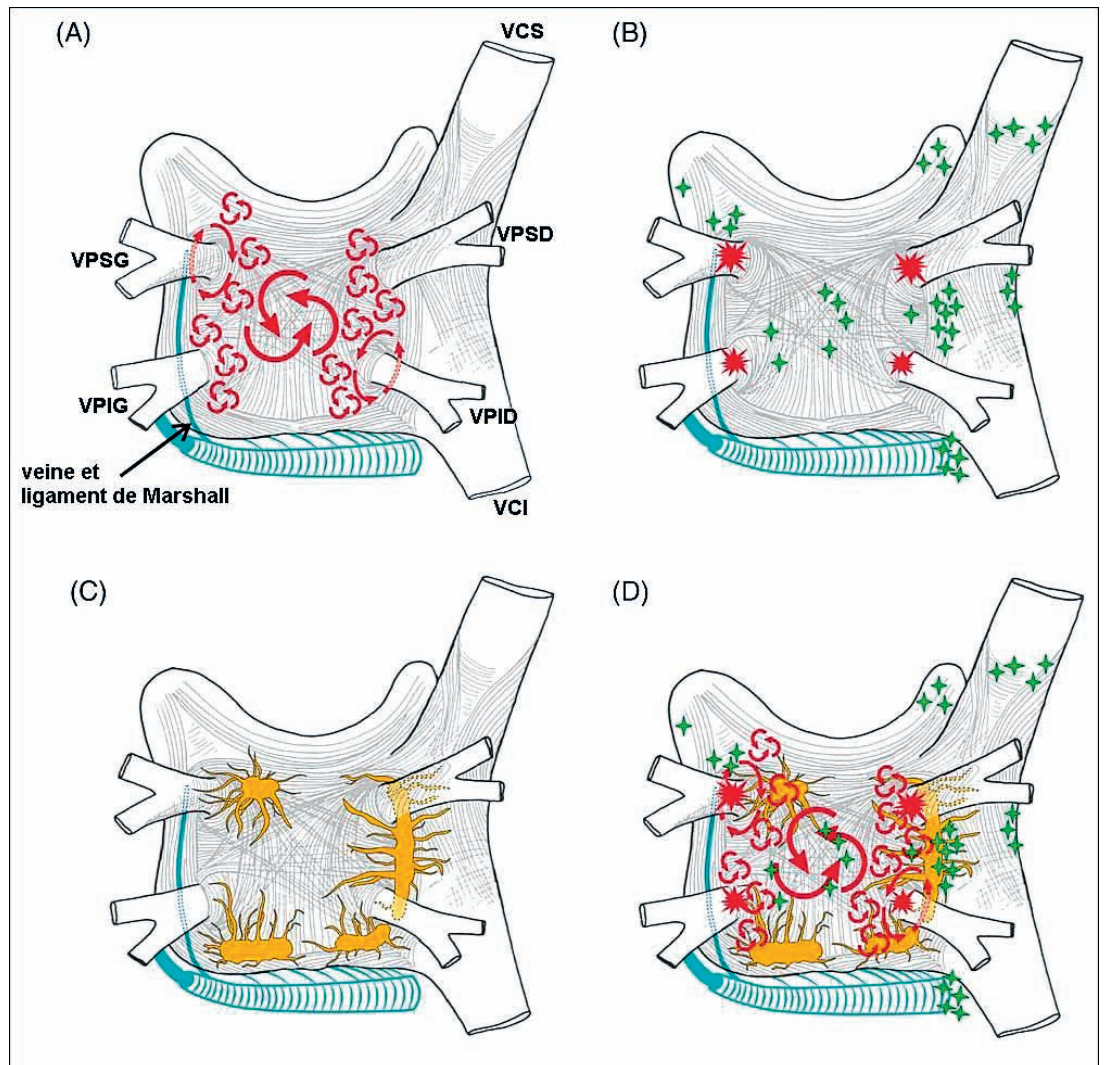 (A)
VCS
(B)
VPSG
VPSD
VPIG
VPID
veine et
ligament de Marshall
VCI
(C)
(D)